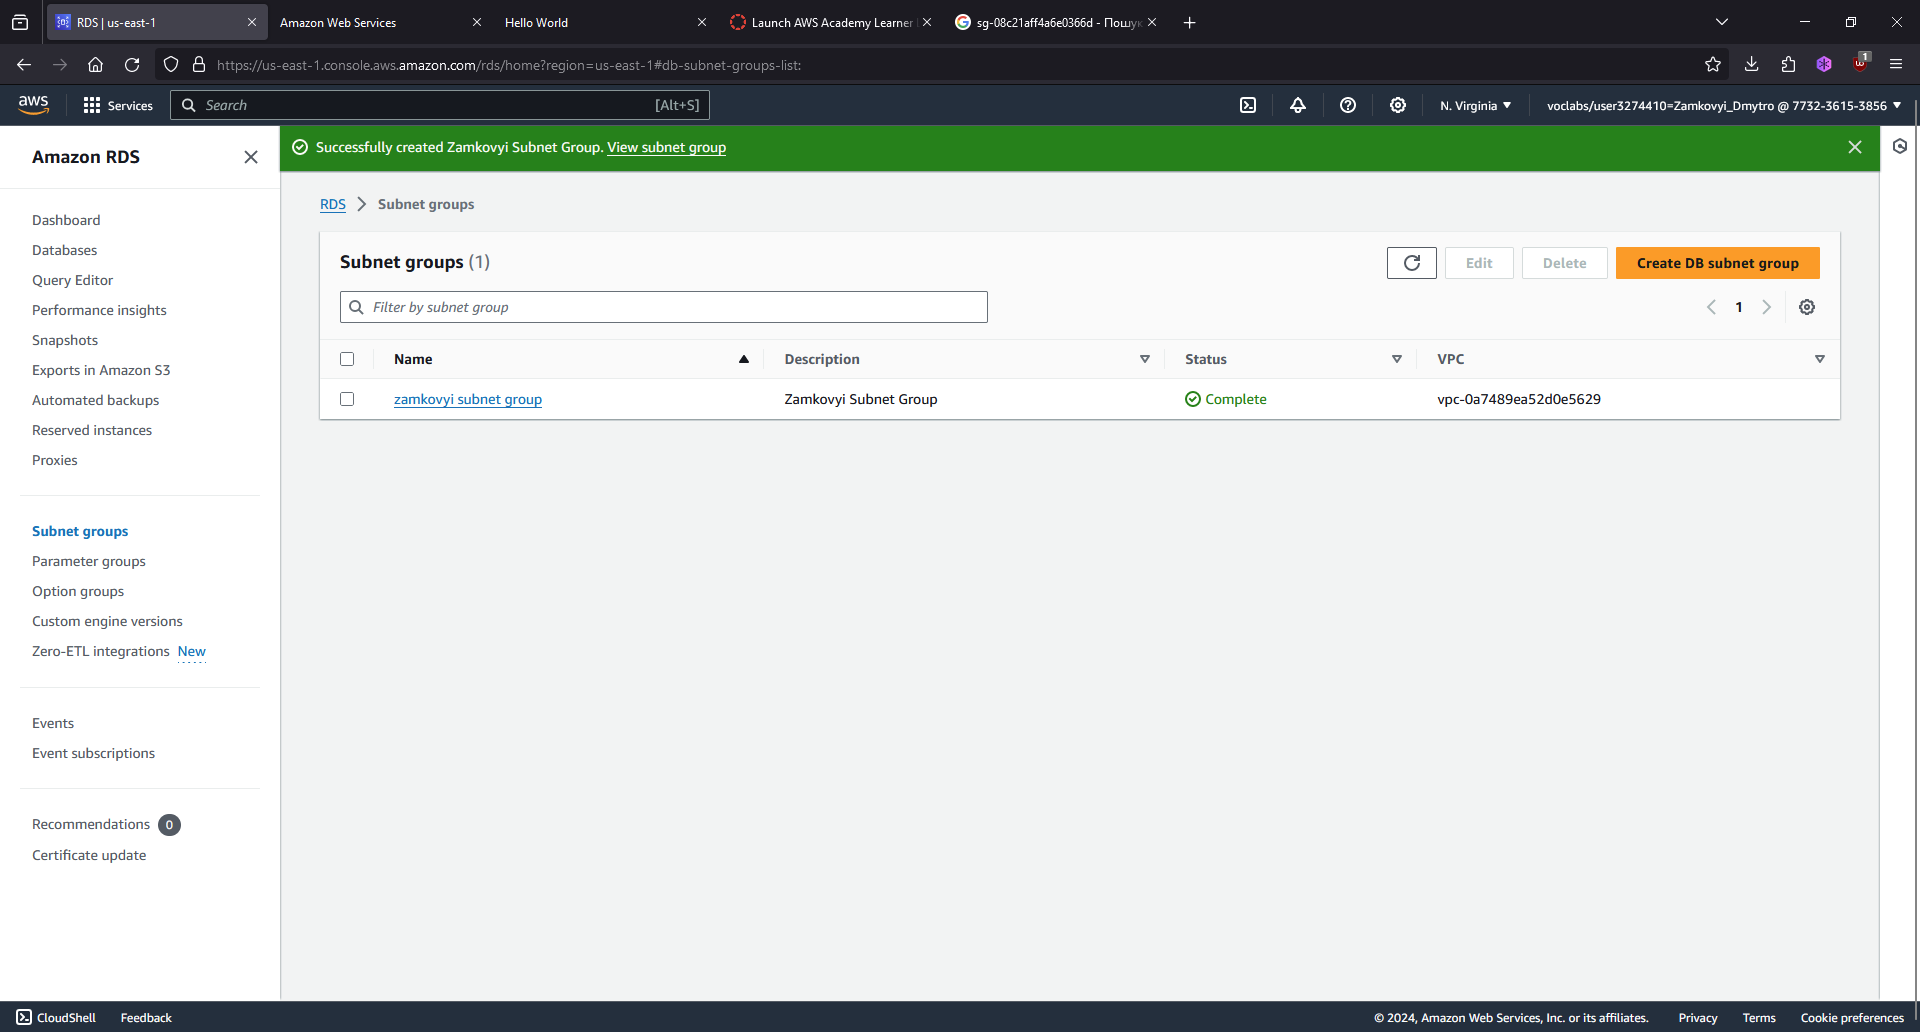 RDS | us-east-1
Amazon Web Services
Hello World
Launch AWS Academy Learner
sg-08c21aff4a6e0366d - Пошук
https://us-east-1.console.aws.amazon.com/rds/home?region=us-east-1#db-subnet-groups-list:
1
aws
Services
Search
[Alt+S]
N. Virginia
voclabs/user3274410=Zamkovyi_Dmytro @ 7732-3615-3856
Amazon RDS
Successfully created Zamkovyi Subnet Group. View subnet group
Dashboard
Databases
Query Editor
Performance insights
Snapshots
Exports in Amazon S3
Automated backups
Reserved instances
Proxies
Subnet groups
Parameter groups
Option groups
Custom engine versions
Zero-ETL integrations New
Events
Event subscriptions
Recommendations 0
Certificate update
RDS > Subnet groups
Subnet groups (1)
Edit
Delete
Create DB subnet group
Filter by subnet group
1
Name
Description
Status
VPC
zamkovyi subnet group
Zamkovyi Subnet Group
Complete
vpc-0a7489ea52d0e5629
CloudShell
Feedback
© 2024, Amazon Web Services, Inc. or its affiliates.
Privacy
Terms
Cookie preferences